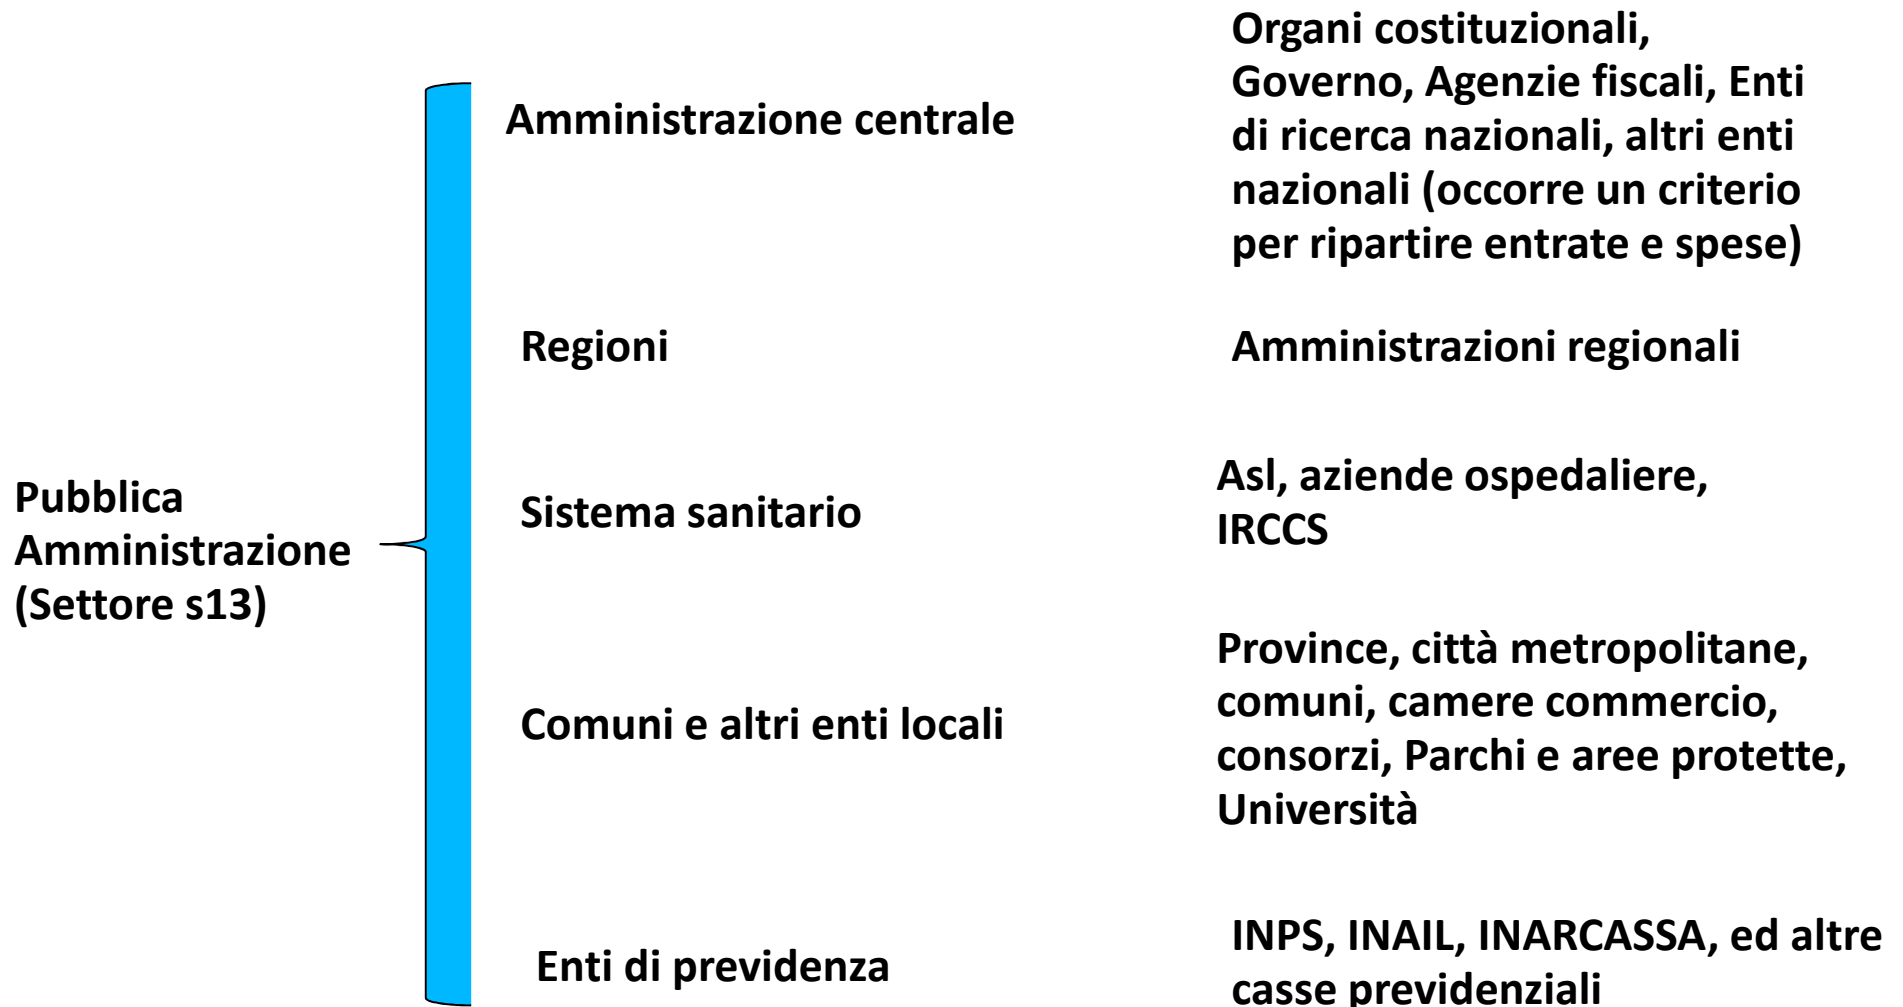 Organi costituzionali,
Governo, Agenzie fiscali, Enti
di ricerca nazionali, altri enti
nazionali (occorre un criterio
per ripartire entrate e spese)
Amministrazione centrale
Regioni
Amministrazioni regionali
Pubblica
Amministrazione
(Settore s13)
Sistema sanitario
Asl, aziende ospedaliere,
IRCCS
Comuni e altri enti locali
Province, città metropolitane,
comuni, camere commercio,
consorzi, Parchi e aree protette,
Università
Enti di previdenza
INPS, INAIL, INARCASSA, ed altre
casse previdenziali